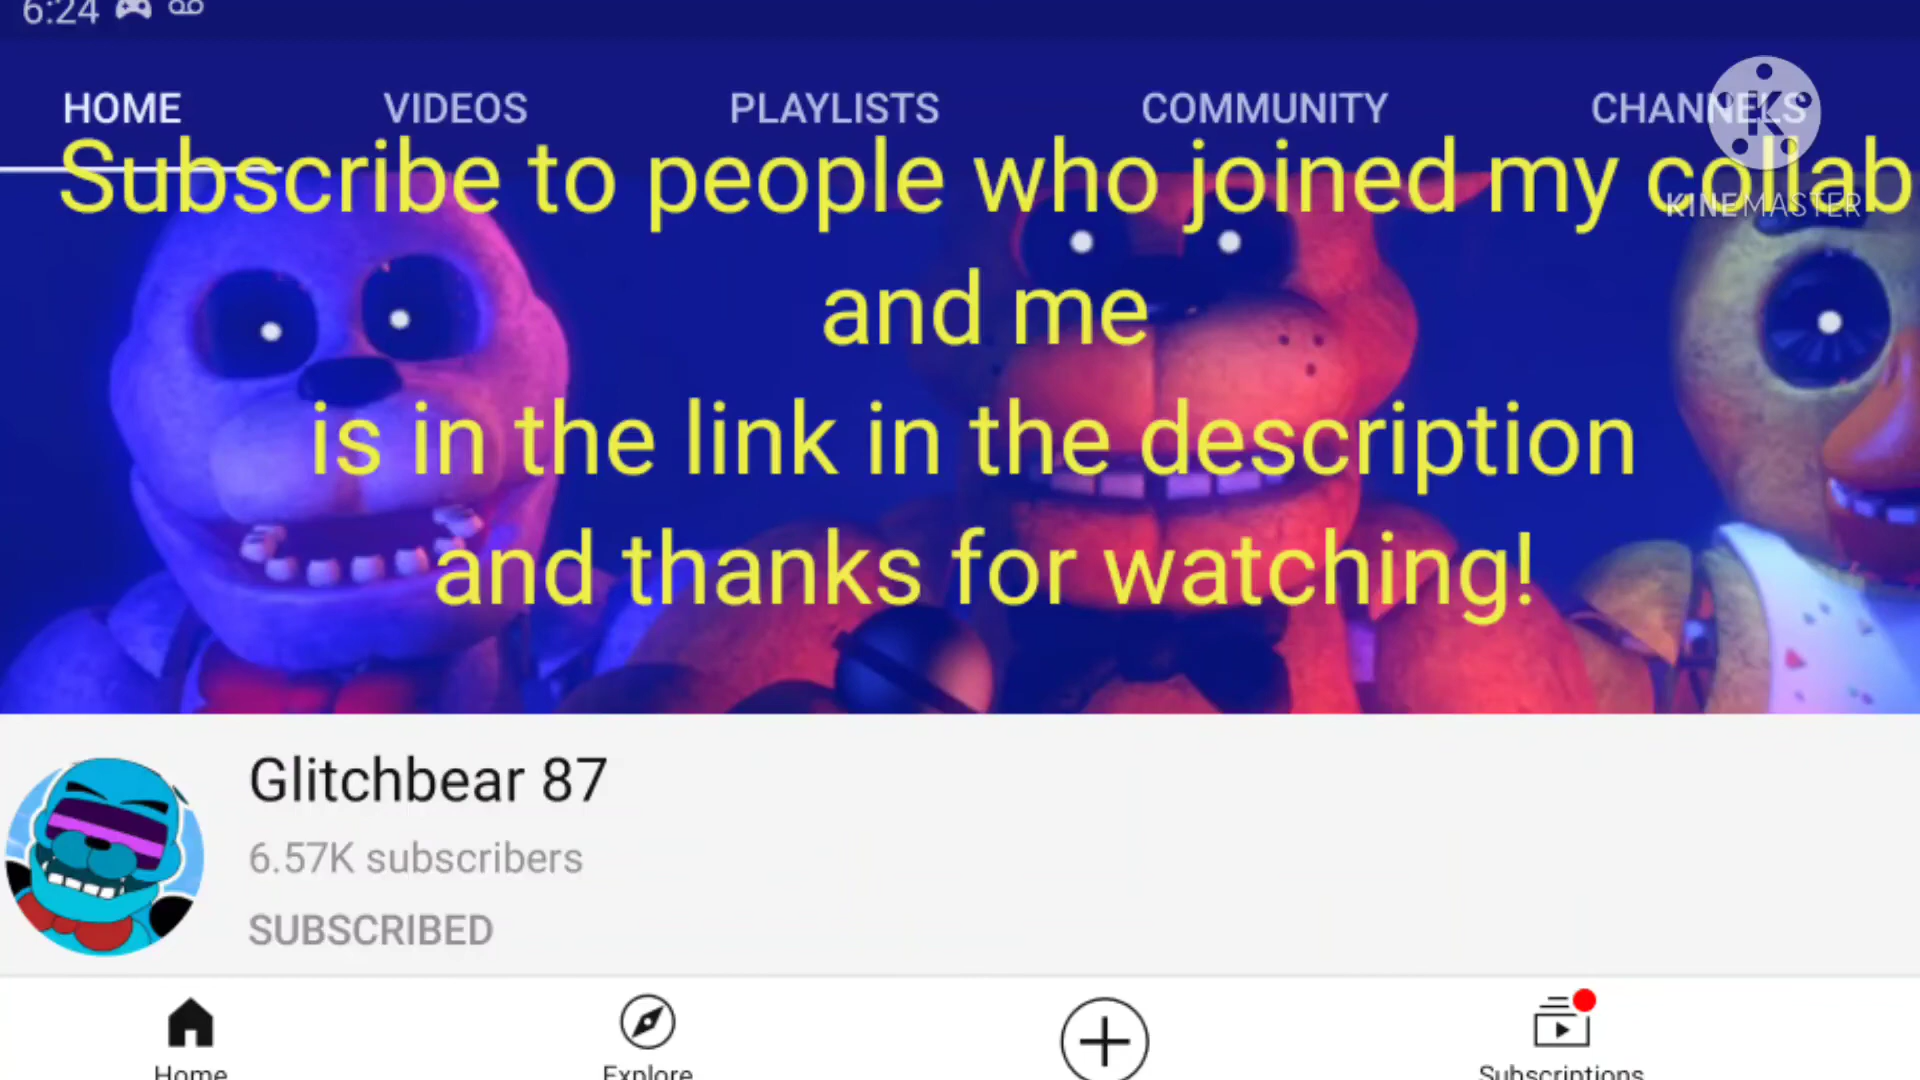 6:24
HOME VIDEOS PLAYLISTS COMMUNITY CHANNELS
K
Subscribe to people who joined my collab
KINEMASTER
and me
is in the link in the description
and thanks for watching!
Glitchbear 87
6.57K subscribers
SUBSCRIBED
Home Explore Subscriptions